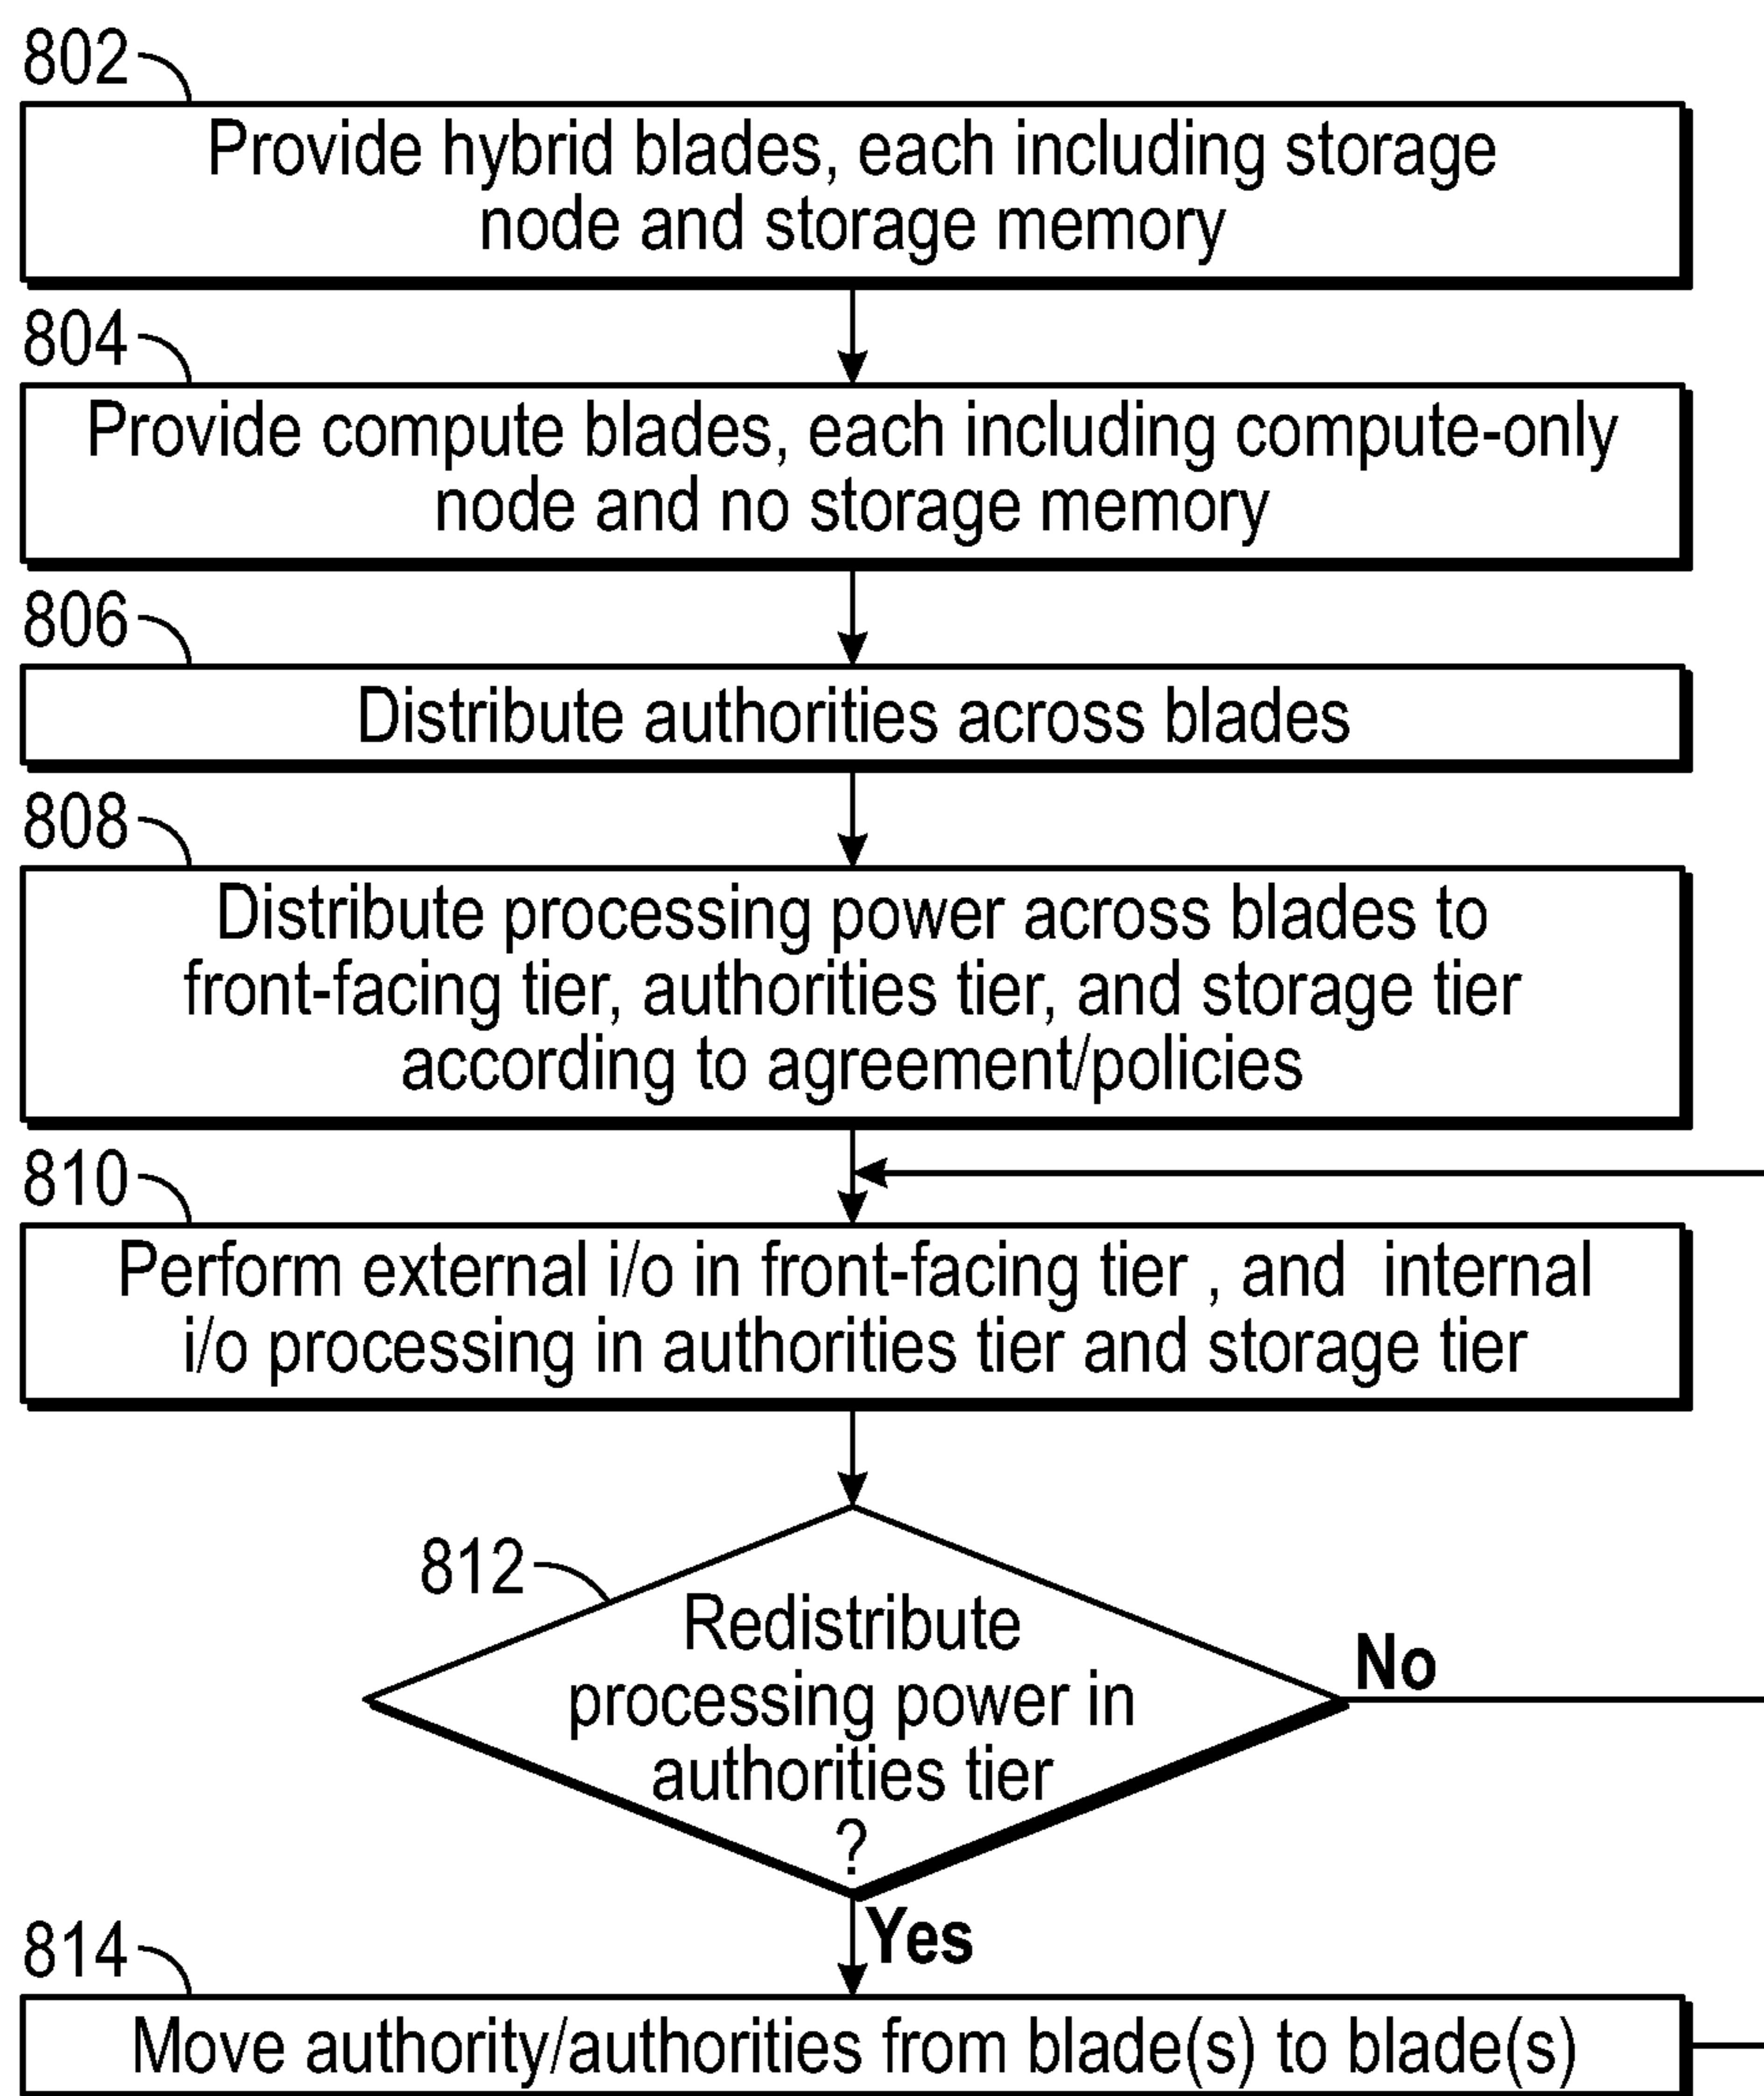 802
Provide hybrid blades, each including storage
node and storage memory
804
Provide compute blades, each including compute-only
node and no storage memory
806
Distribute authorities across blades
808
Distribute processing power across blades to
front-facing tier, authorities tier, and storage tier
according to agreement/policies
810
Perform external i/o in front-facing tier , and  internal
i/o processing in authorities tier and storage tier
812
Redistribute
processing power in
authorities tier
?
No
Yes
814
Move authority/authorities from blade(s) to blade(s)